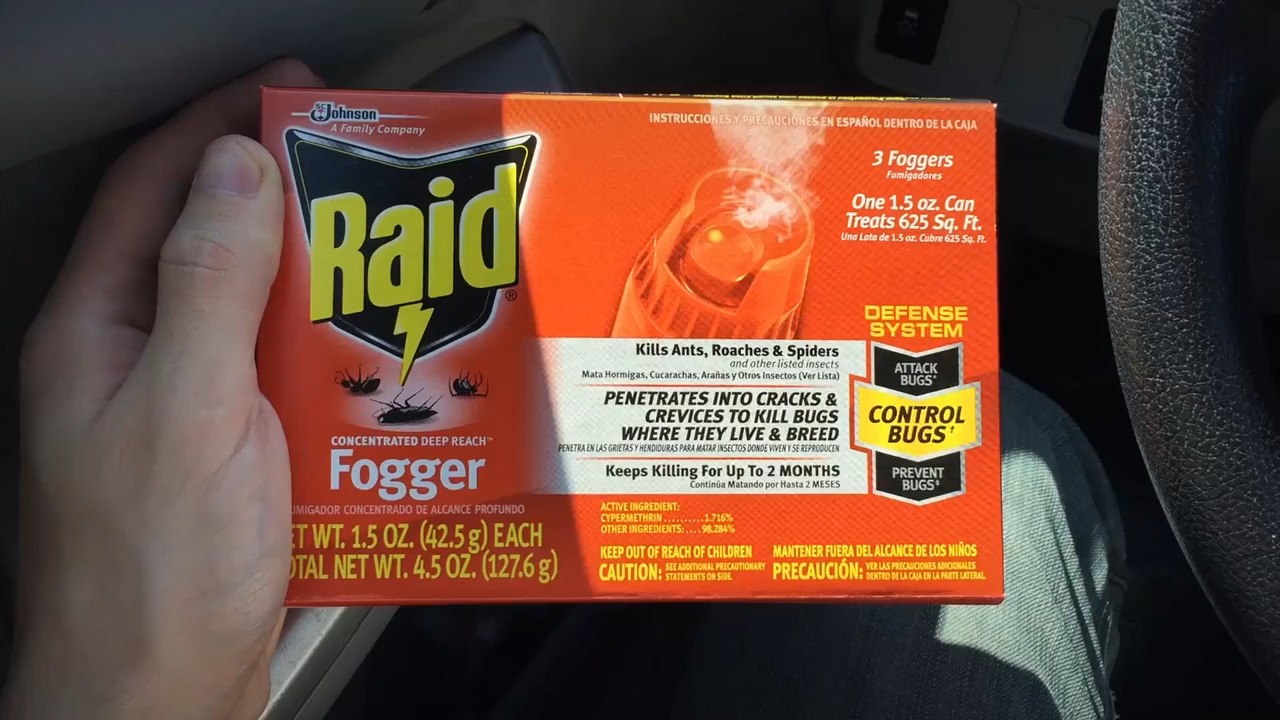 SC Johnson
A Family Company
Raid®
CONCENTRATED DEEP REACH™
Fogger
UMIGADOR CONCENTRADO DE ALCANCE PROFUNDO
ET WT. 1.5 OZ. (42.5 g) EACH
OTAL NET WT. 4.5 OZ. (127.6 g)
INSTRUCCIONES Y PRECAUCIONES EN ESPAÑOL DENTRO DE LA CAJA
3 Foggers
Fumigadores
One 1.5 oz. Can
Treats 625 Sq. Ft.
Una Lata de 1.5 oz. Cubre 625 Sq. Ft.
Kills Ants, Roaches & Spiders
and other listed insects
Mata Hormigas, Cucarachas, Arañas y Otros Insectos (Ver Lista)
PENETRATES INTO CRACKS &
CREVICES TO KILL BUGS
WHERE THEY LIVE & BREED
PENETRA EN LAS GRIETAS Y HENDIDURAS PARA MATAR INSECTOS DONDE VIVEN Y SE REPRODUCEN
Keeps Killing For Up To 2 MONTHS
Continúa Matando por Hasta 2 MESES
DEFENSE
SYSTEM
ATTACK
BUGS*
CONTROL
BUGS†
PREVENT
BUGS‡
ACTIVE INGREDIENT:
CYPERMETHRIN..........1.716%
OTHER INGREDIENTS:....98.284%
KEEP OUT OF REACH OF CHILDREN
CAUTION: SEE ADDITIONAL PRECAUTIONARY
STATEMENTS ON SIDE.
MANTENER FUERA DEL ALCANCE DE LOS NIÑOS
PRECAUCIÓN: VER LAS PRECAUCIONES ADICIONALES
DENTRO DE LA CAJA EN LA PARTE LATERAL.